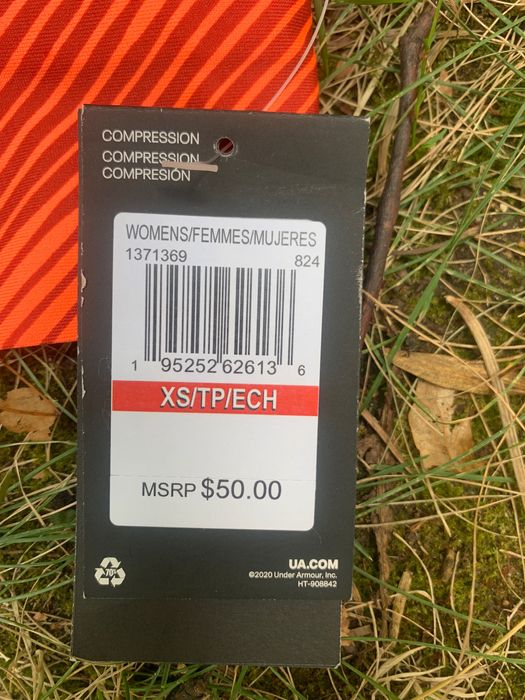 COMPRESSION
COMPRESSION
COMPRESIÓN
WOMENS/FEMMES/MUJERES
1371369 824
1 95252 62613 6
XS/TP/ECH
MSRP $50.00
70%
UA.COM
©2020 Under Armour, Inc.
HT-908842